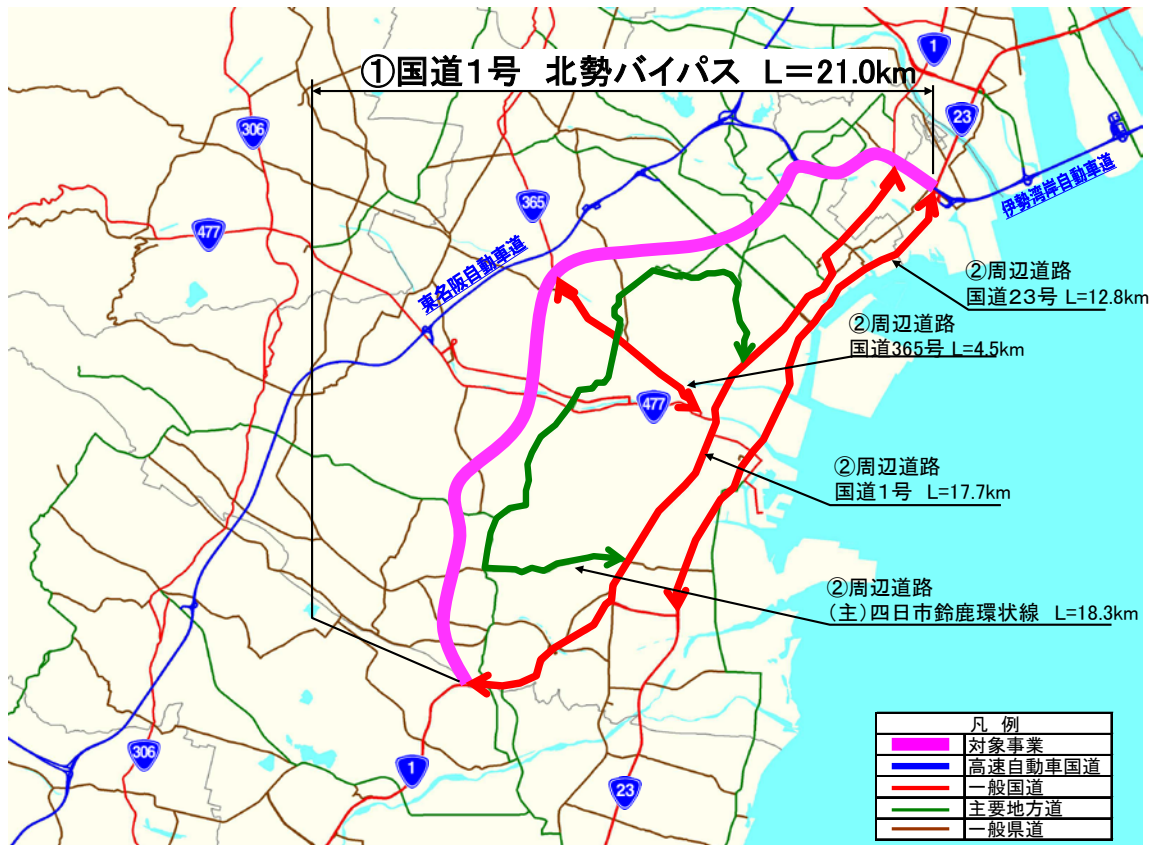 ①国道1号 北勢バイパス L=21.0km
1
23
306
365
477
伊勢湾岸自動車道
東名阪自動車道
②周辺道路
国道23号 L=12.8km
②周辺道路
国道365号 L=4.5km
477
②周辺道路
国道1号 L=17.7km
②周辺道路
(主)四日市鈴鹿環状線 L=18.3km
306
1
23
凡例
対象事業
高速自動車国道
一般国道
主要地方道
一般県道